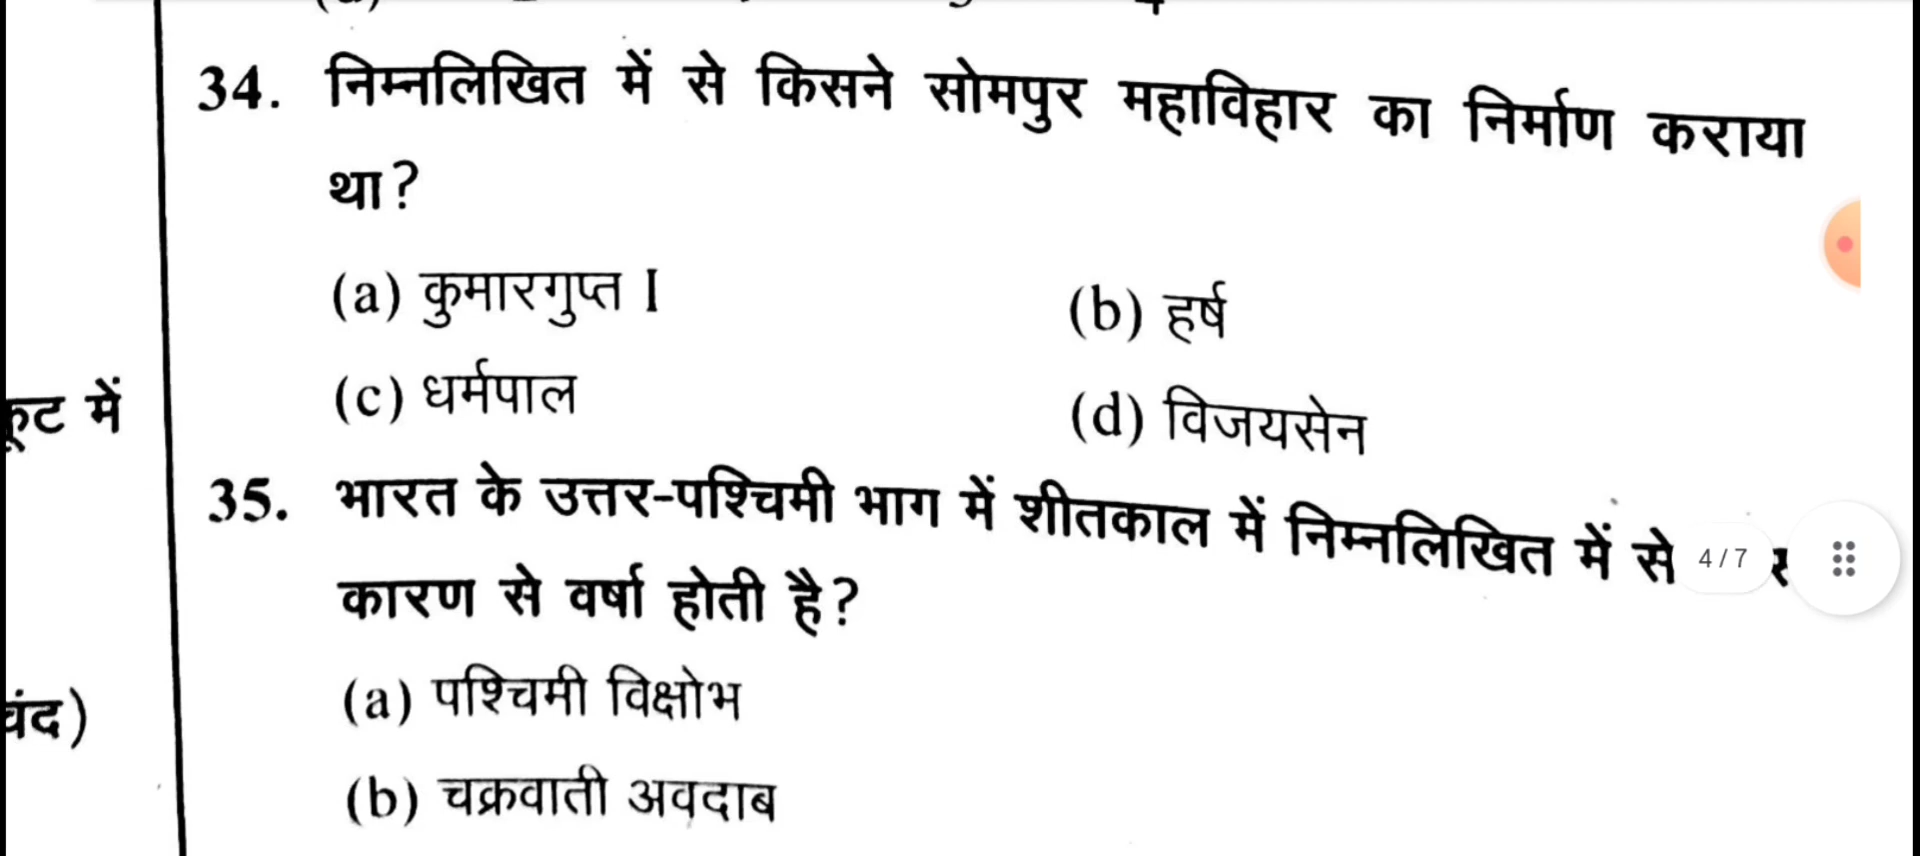 34. निम्नलिखित में से किसने सोमपुर महाविहार का निर्माण कराया
था?
(a) कुमारगुप्त I
(b) हर्ष
(c) धर्मपाल
(d) विजयसेन
कूट में
35. भारत के उत्तर-पश्चिमी भाग में शीतकाल में निम्नलिखित में से
4 / 7
कारण से वर्षा होती है?
(a) पश्चिमी विक्षोभ
(b) चक्रवाती अवदाब